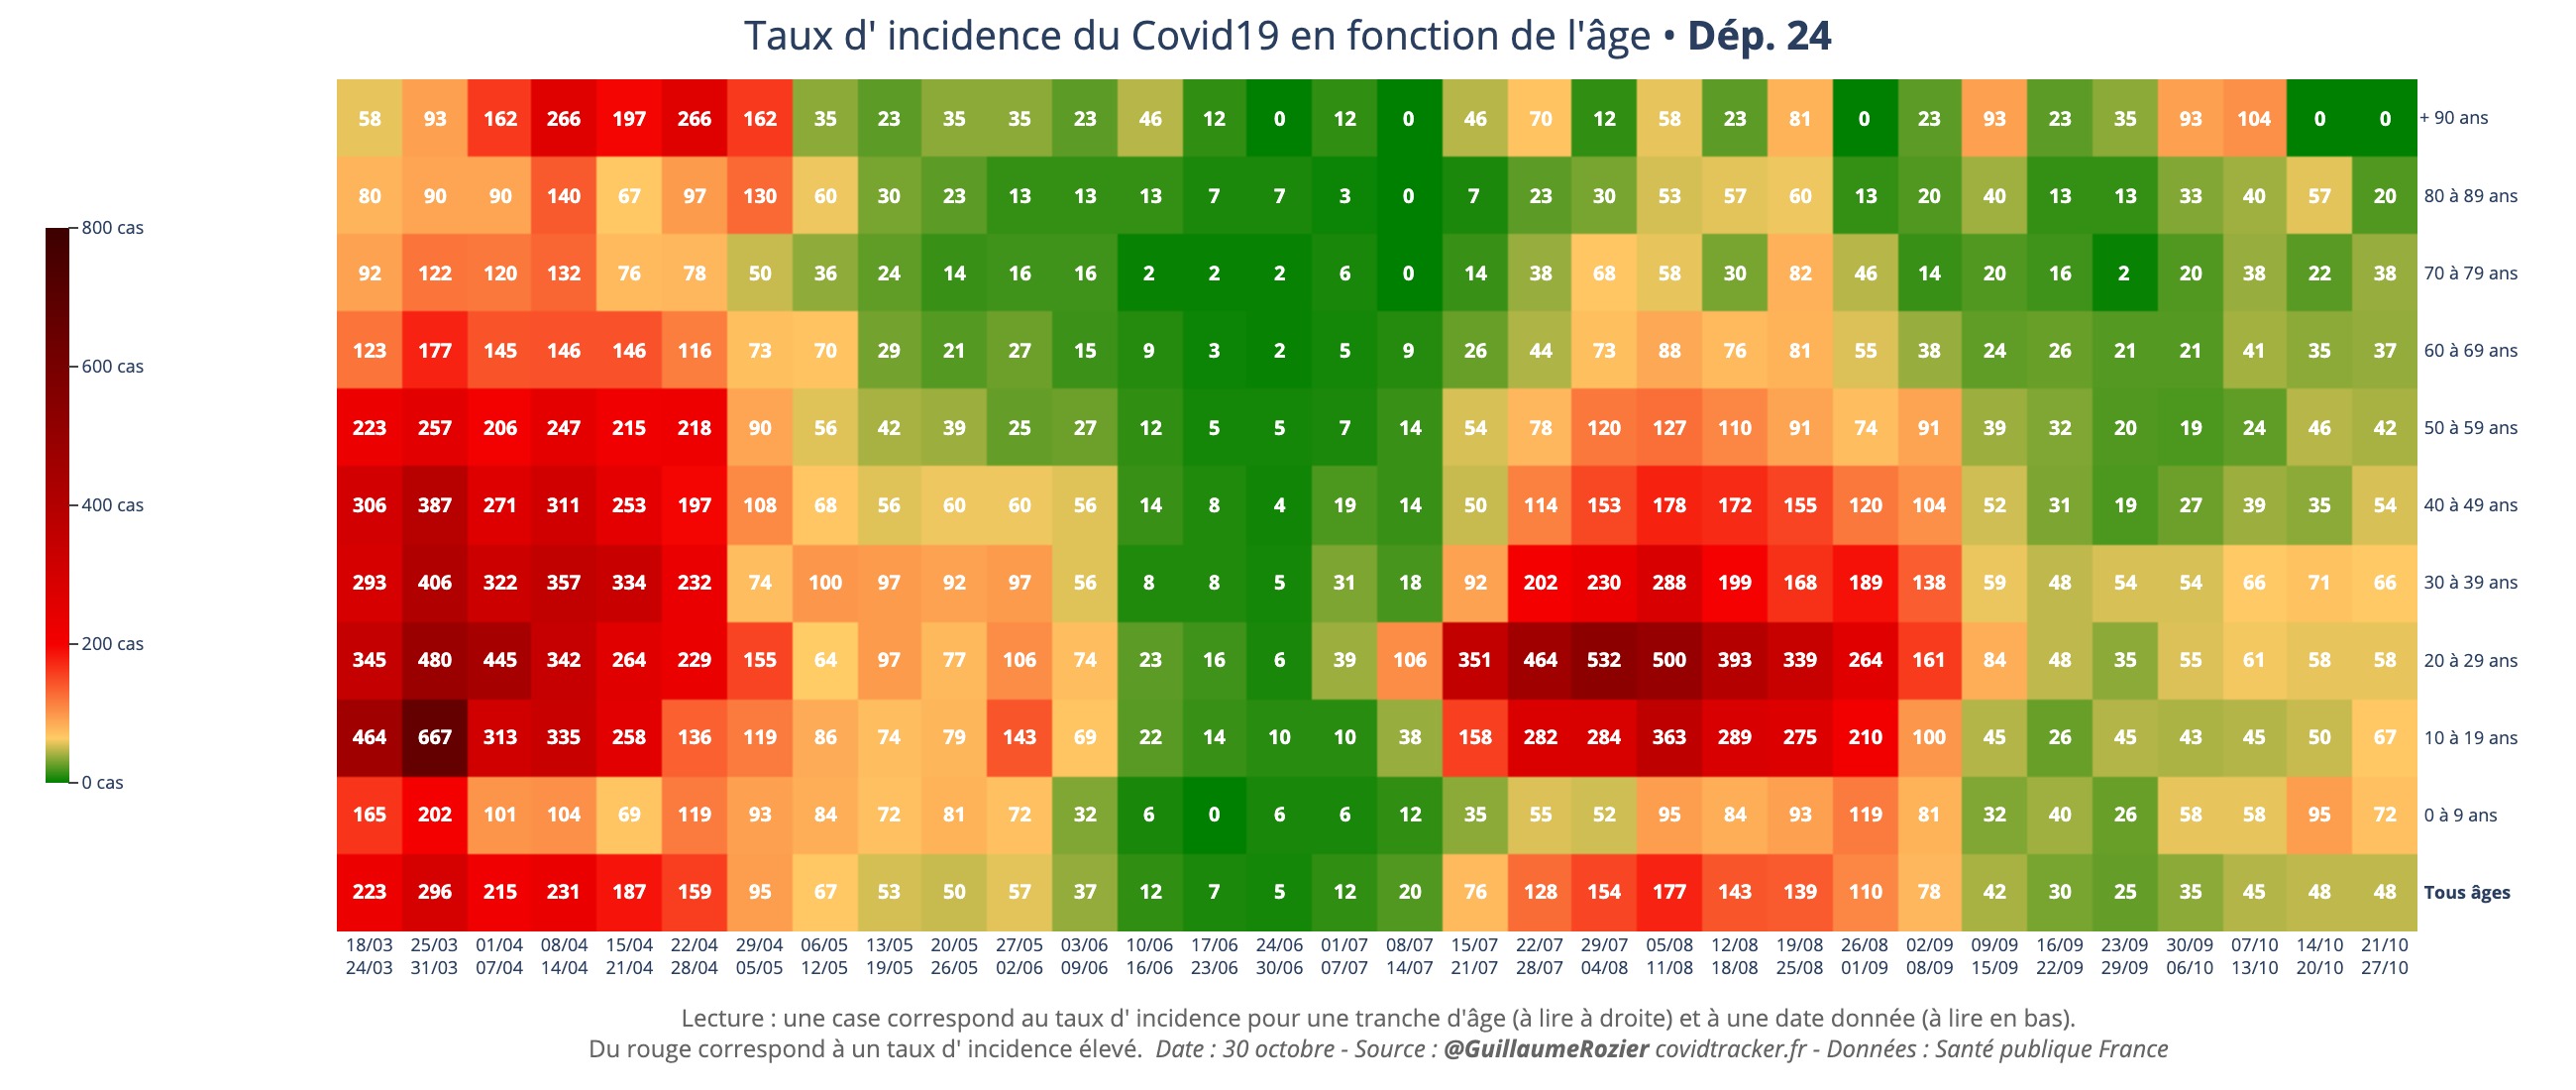 Taux d' incidence du Covid19 en fonction de l'âge • Dép. 24
800 cas
600 cas
400 cas
200 cas
0 cas
58 93 162 266 197 266 162 35 23 35 35 23 46 12 0 12 0 46 70 12 58 23 81 0 23 93 23 35 93 104 0 0 + 90 ans
80 90 90 140 67 97 130 60 30 23 13 13 13 7 7 3 0 7 23 30 53 57 60 13 20 40 13 13 33 40 57 20 80 à 89 ans
92 122 120 132 76 78 50 36 24 14 16 16 2 2 2 6 0 14 38 68 58 30 82 46 14 20 16 2 20 38 22 38 70 à 79 ans
123 177 145 146 146 116 73 70 29 21 27 15 9 3 2 5 9 26 44 73 88 76 81 55 38 24 26 21 21 41 35 37 60 à 69 ans
223 257 206 247 215 218 90 56 42 39 25 27 12 5 5 7 14 54 78 120 127 110 91 74 91 39 32 20 19 24 46 42 50 à 59 ans
306 387 271 311 253 197 108 68 56 60 60 56 14 8 4 19 14 50 114 153 178 172 155 120 104 52 31 19 27 39 35 54 40 à 49 ans
293 406 322 357 334 232 74 100 97 92 97 56 8 8 5 31 18 92 202 230 288 199 168 189 138 59 48 54 54 66 71 66 30 à 39 ans
345 480 445 342 264 229 155 64 97 77 106 74 23 16 6 39 106 351 464 532 500 393 339 264 161 84 48 35 55 61 58 58 20 à 29 ans
464 667 313 335 258 136 119 86 74 79 143 69 22 14 10 10 38 158 282 284 363 289 275 210 100 45 26 45 43 45 50 67 10 à 19 ans
165 202 101 104 69 119 93 84 72 81 72 32 6 0 6 6 12 35 55 52 95 84 93 119 81 32 40 26 58 58 95 72 0 à 9 ans
223 296 215 231 187 159 95 67 53 50 57 37 12 7 5 12 20 76 128 154 177 143 139 110 78 42 30 25 35 45 48 48 Tous âges
18/03 25/03 01/04 08/04 15/04 22/04 29/04 06/05 13/05 20/05 27/05 03/06 10/06 17/06 24/06 01/07 08/07 15/07 22/07 29/07 05/08 12/08 19/08 26/08 02/09 09/09 16/09 23/09 30/09 07/10 14/10 21/10
24/03 31/03 07/04 14/04 21/04 28/04 05/05 12/05 19/05 26/05 02/06 09/06 16/06 23/06 30/06 07/07 14/07 21/07 28/07 04/08 11/08 18/08 25/08 01/09 08/09 15/09 22/09 29/09 06/10 13/10 20/10 27/10
Lecture : une case correspond au taux d' incidence pour une tranche d'âge (à lire à droite) et à une date donnée (à lire en bas).
Du rouge correspond à un taux d' incidence élevé. Date : 30 octobre - Source : @GuillaumeRozier covidtracker.fr - Données : Santé publique France